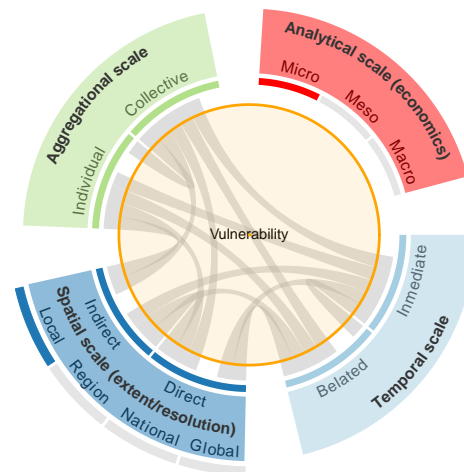 Aggregational scale
Collective
Individual
Analytical scale (economics)
Micro
Meso
Macro
Vulnerability
Spatial scale (extent/resolution)
Indirect
Direct
Local
Region
National
Global
Immediate
Belated
Temporal scale